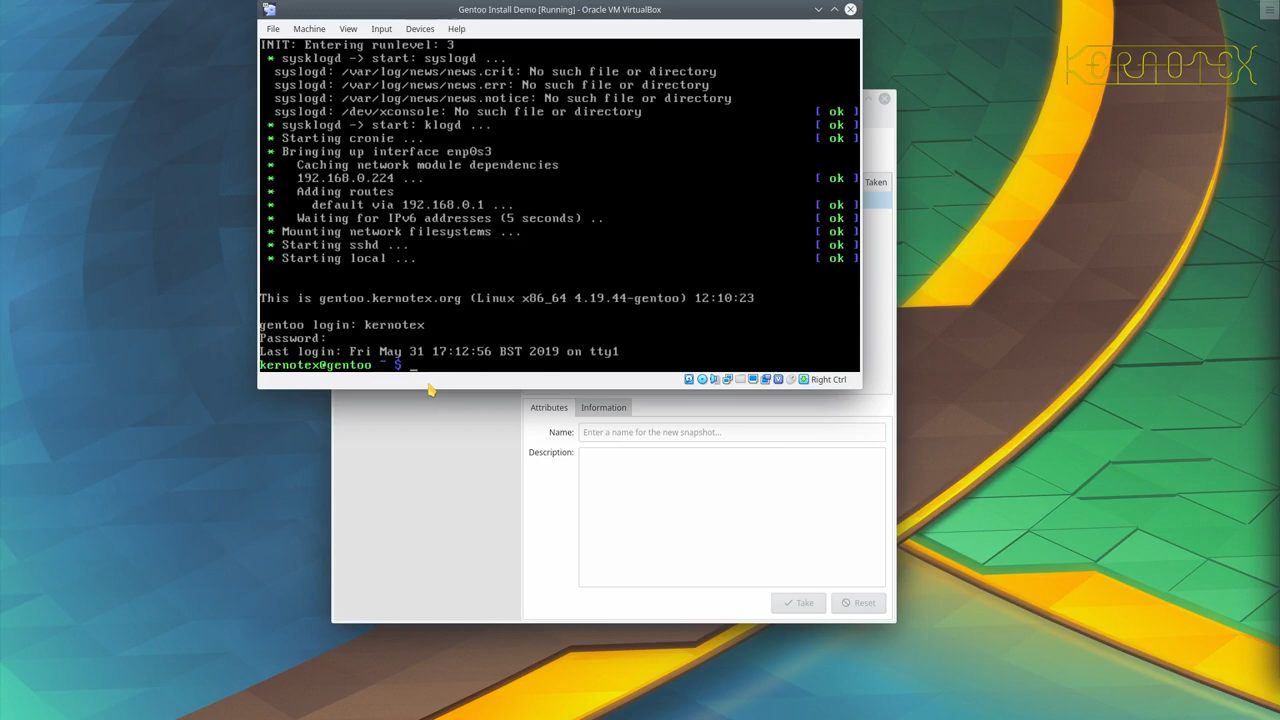 Gentoo Install Demo [Running] - Oracle VM VirtualBox
File Machine View Input Devices Help
INIT: Entering runlevel: 3
* sysklogd -> start: syslogd ...
syslogd: /var/log/news/news.crit: No such file or directory
syslogd: /var/log/news/news.err: No such file or directory
syslogd: /var/log/news/news.notice: No such file or directory
syslogd: /dev/xconsole: No such file or directory [ ok ]
* sysklogd -> start: klogd ... [ ok ]
* Starting cronie ... [ ok ]
* Bringing up interface enp0s3
* Caching network module dependencies
* 192.168.0.224 ... [ ok ]
* Adding routes
* default via 192.168.0.1 ... [ ok ]
* Waiting for IPv6 addresses (5 seconds) .. [ ok ]
* Mounting network filesystems ... [ ok ]
* Starting sshd ... [ ok ]
* Starting local ... [ ok ]
This is gentoo.kernotex.org (Linux x86_64 4.19.44-gentoo) 12:10:23
gentoo login: kernotex
Password:
Last login: Fri May 31 17:12:56 BST 2019 on tty1
kernotex@gentoo ~ $ _
Right Ctrl
Taken
Attributes Information
Name: Enter a name for the new snapshot...
Description:
Take Reset
KERNOTEX